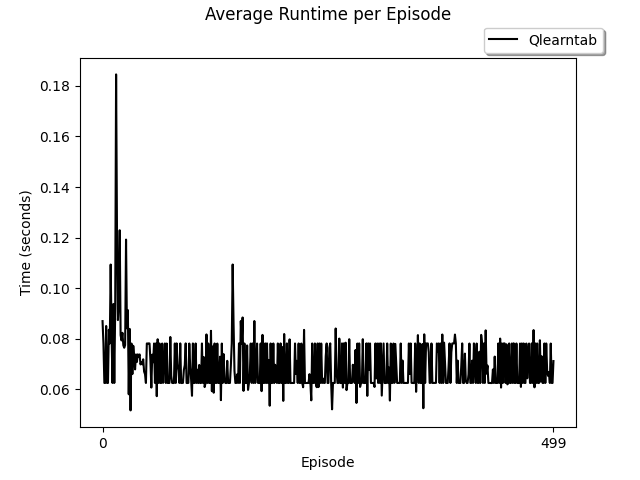 Average Runtime per Episode
Qlearntab
0.18
0.16
0.14
0.12
0.10
0.08
0.06
Time (seconds)
0
499
Episode